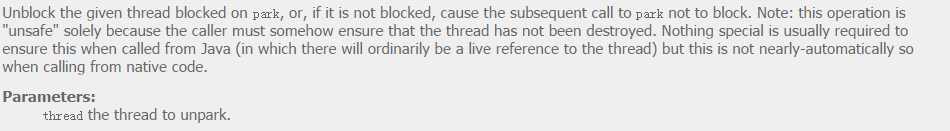 Unblock the given thread blocked on park, or, if it is not blocked, cause the subsequent call to park not to block. Note: this operation is
"unsafe" solely because the caller must somehow ensure that the thread has not been destroyed. Nothing special is usually required to
ensure this when called from Java (in which there will ordinarily be a live reference to the thread) but this is not nearly-automatically so
when calling from native code.
Parameters:
thread the thread to unpark.